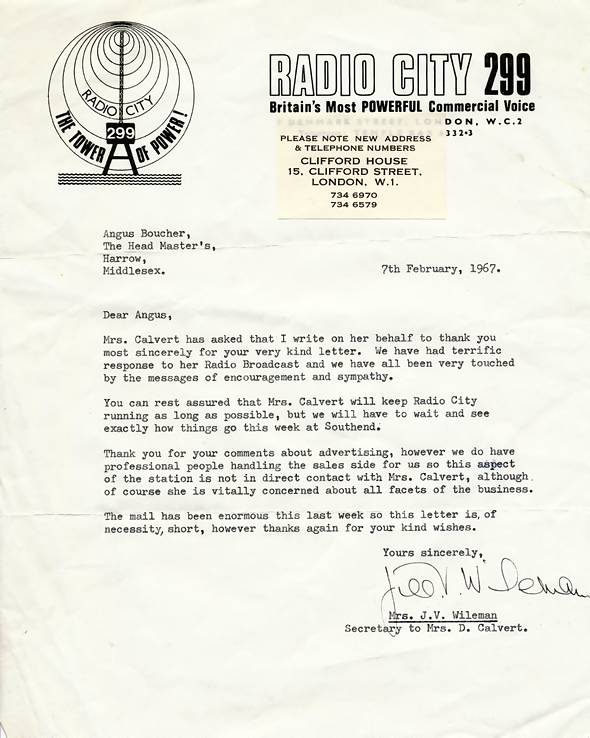 RADIO CITY
299
THE TOWER OF POWER!
RADIO CITY 299
Britain's Most POWERFUL Commercial Voice
DON, W.C.2
332-3
PLEASE NOTE NEW ADDRESS
& TELEPHONE NUMBERS
CLIFFORD HOUSE
15, CLIFFORD STREET,
LONDON, W.1.
734 6970
734 6579
Angus Boucher,
The Head Master's,
Harrow,
Middlesex.
7th February, 1967.
Dear Angus,
Mrs. Calvert has asked that I write on her behalf to thank you
most sincerely for your very kind letter. We have had terrific
response to her Radio Broadcast and we have all been very touched
by the messages of encouragement and sympathy.
You can rest assured that Mrs. Calvert will keep Radio City
running as long as possible, but we will have to wait and see
exactly how things go this week at Southend.
Thank you for your comments about advertising, however we do have
professional people handling the sales side for us so this aspect
of the station is not in direct contact with Mrs. Calvert, although
of course she is vitally concerned about all facets of the business.
The mail has been enormous this last week so this letter is, of
necessity, short, however thanks again for your kind wishes.
Yours sincerely,
Jill V. Wileman
Mrs. J.V. Wileman
Secretary to Mrs. D. Calvert.